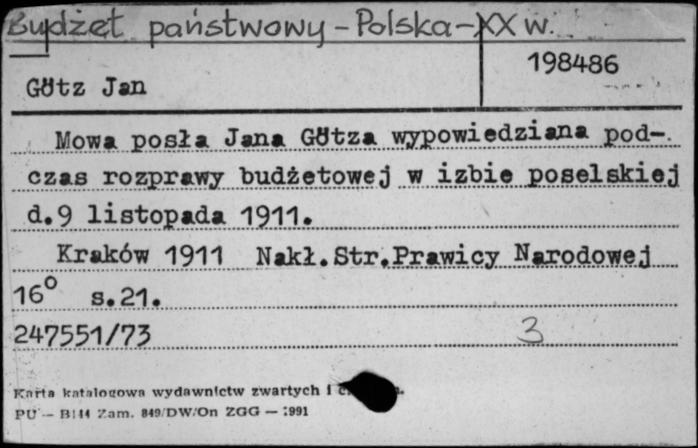 Budżet państwowy - Polska - XX w.
198486
Götz Jan
Mowa posła Jana Götza wypowiedziana pod-
czas rozprawy budżetowej w izbie poselskiej
d.9 listopada 1911.
Kraków 1911 Nakł.Str.Prawicy Narodowej
16° s.21.
247551/73 3
Karta katalogowa wydawnictw zwartych i
PU — B144 Zam. 849/DW/On ZGG — 1991